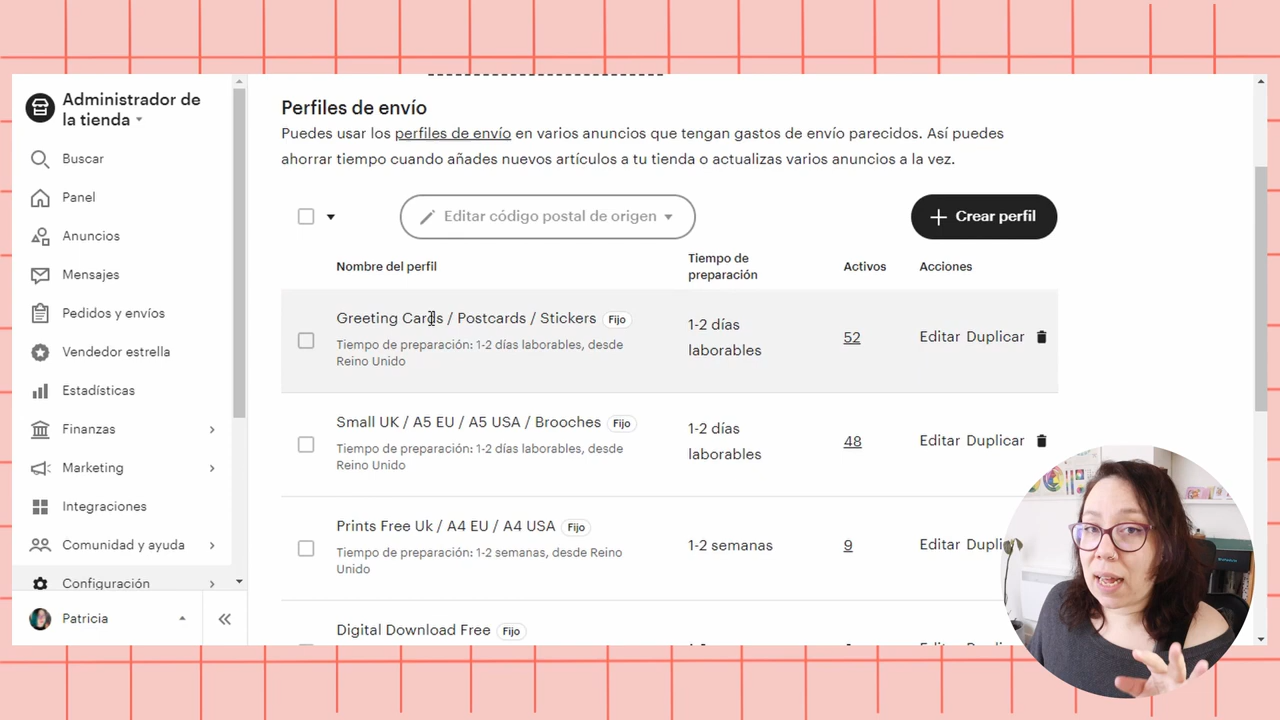 Administrador de
la tienda
Buscar
Panel
Anuncios
Mensajes
Pedidos y envíos
Vendedor estrella
Estadísticas
Finanzas
Marketing
Integraciones
Comunidad y ayuda
Configuración
Patricia
Perfiles de envío
Puedes usar los perfiles de envío en varios anuncios que tengan gastos de envío parecidos. Así puedes
ahorrar tiempo cuando añades nuevos artículos a tu tienda o actualizas varios anuncios a la vez.
Editar código postal de origen
Crear perfil
Nombre del perfil
Tiempo de
preparación
Activos
Acciones
Greeting Cards / Postcards / Stickers Fijo
Tiempo de preparación: 1-2 días laborables, desde
Reino Unido
1-2 días
laborables
52
Editar Duplicar
Small UK / A5 EU / A5 USA / Brooches Fijo
Tiempo de preparación: 1-2 días laborables, desde
Reino Unido
1-2 días
laborables
48
Editar Duplicar
Prints Free Uk / A4 EU / A4 USA Fijo
Tiempo de preparación: 1-2 semanas, desde Reino
Unido
1-2 semanas
9
Editar Dupli
Digital Download Free Fijo